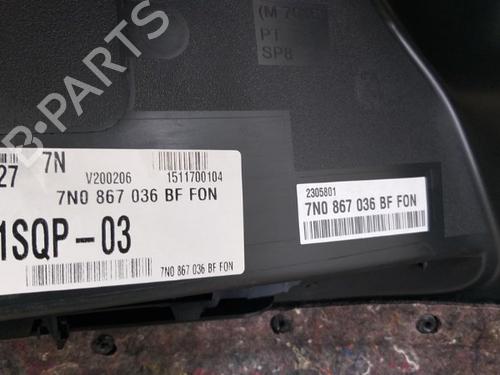 (M
PT
SP8
27 7N
V200206 1511700104
7N0 867 036 BF FON
1SQP-03
7N0 867 036 BF FON
2305801
7N0 867 036 BF FON
B-PARTS